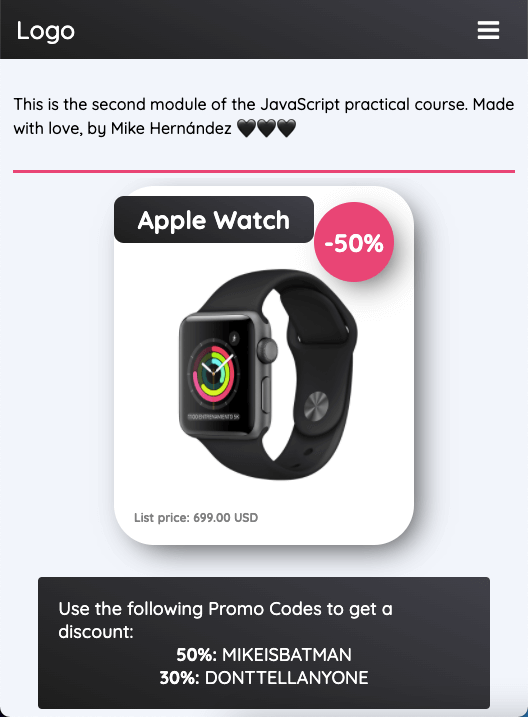 Logo
This is the second module of the JavaScript practical course. Made
with love, by Mike Hernández 🖤🖤🖤
Apple Watch
-50%
List price: 699.00 USD
Use the following Promo Codes to get a
discount:
50%: MIKEISBATMAN
30%: DONTTELLANYONE